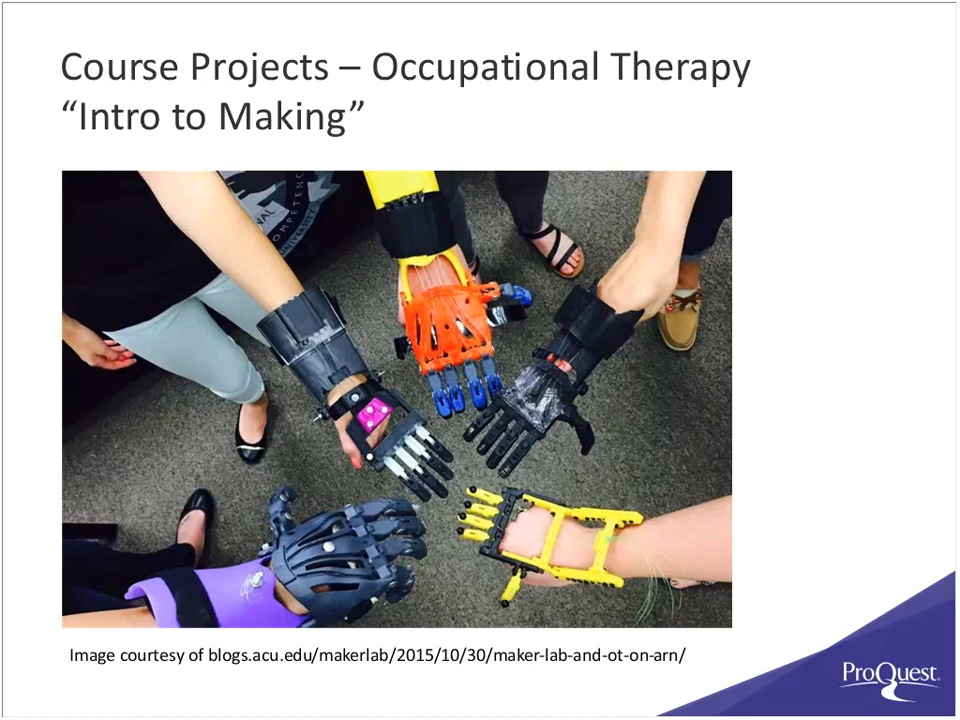 Course Projects – Occupational Therapy
“Intro to Making”
COMPETENC
Image courtesy of blogs.acu.edu/makerlab/2015/10/30/maker-lab-and-ot-on-arn/
ProQuest